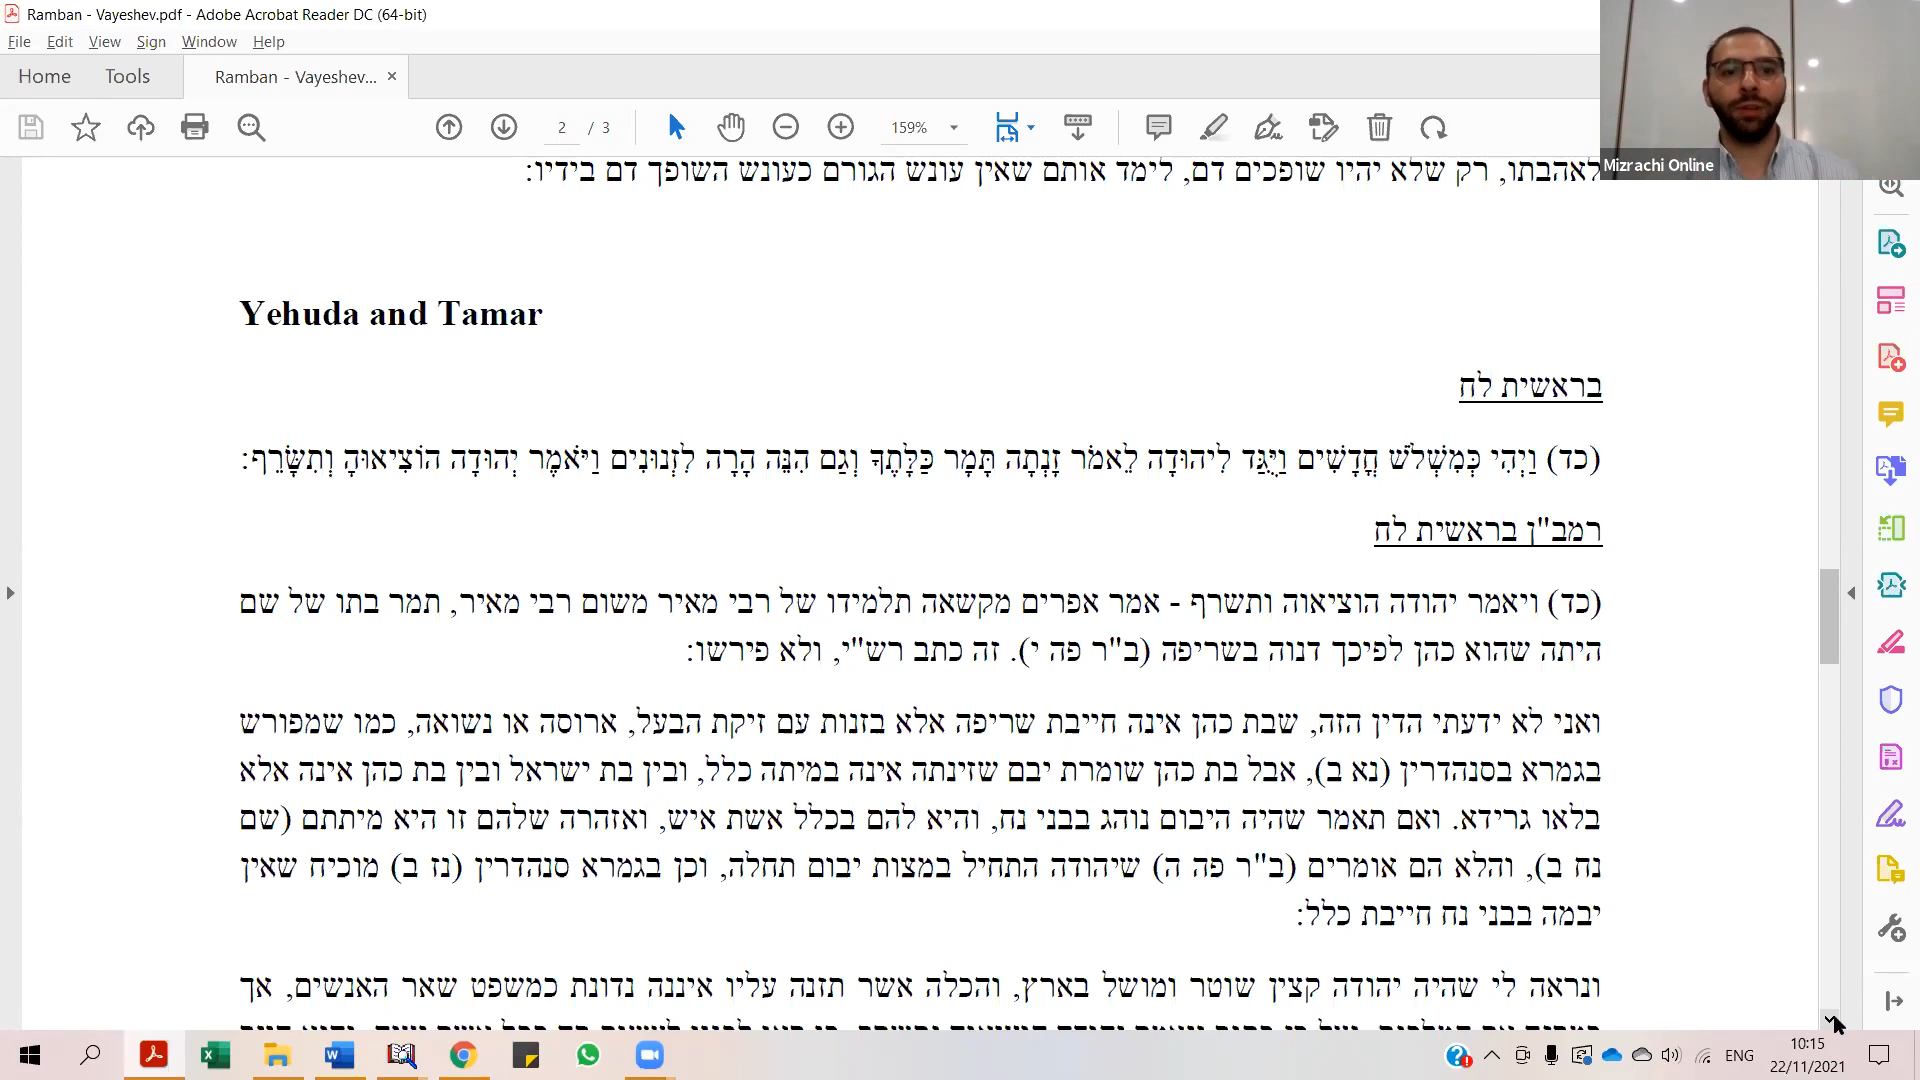 Ramban - Vayeshev.pdf - Adobe Acrobat Reader DC (64-bit)
File Edit View Sign Window Help
Home Tools Ramban - Vayeshev... ×
2 / 3 159%
Mizrachi Online
לאהבתו, רק שלא יהיו שופכים דם, לימד אותם שאין עונש הגורם כעונש השופך דם בידיו:
Yehuda and Tamar
בראשית לח
(כד) וַיְהִי כְּמִשְׁלֹשׁ חֳדָשִׁים וַיֻּגַּד לִיהוּדָה לֵאמֹר זָנְתָה תָּמָר כַּלָּתֶךָ וְגַם הִנֵּה הָרָה לִזְנוּנִים וַיֹּאמֶר יְהוּדָה הוֹצִיאוּהָ וְתִשָּׂרֵף:
רמב"ן בראשית לח
(כד) ויאמר יהודה הוציאוה ותשרף - אמר אפרים מקשאה תלמידו של רבי מאיר משום רבי מאיר, תמר בתו של שם
היתה שהוא כהן לפיכך דנוה בשריפה (ב"ר פה י). זה כתב רש"י, ולא פירשו:
ואני לא ידעתי הדין הזה, שבת כהן אינה חייבת שריפה אלא בזנות עם זיקת הבעל, ארוסה או נשואה, כמו שמפורש
בגמרא בסנהדרין (נא ב), אבל בת כהן שומרת יבם שזינתה אינה במיתה כלל, ובין בת ישראל ובין בת כהן אינה אלא
בלאו גרידא. ואם תאמר שהיה היבום נוהג בבני נח, והיא להם בכלל אשת איש, ואזהרה שלהם זו היא מיתתם (שם
נח ב), והלא הם אומרים (ב"ר פה ה) שיהודה התחיל במצות יבום תחלה, וכן בגמרא סנהדרין (נז ב) מוכיח שאין
יבמה בבני נח חייבת כלל:
ונראה לי שהיה יהודה קצין שוטר ומושל בארץ, והכלה אשר תזנה עליו איננה נדונת כמשפט שאר האנשים, אך
ENG
10:15
22/11/2021